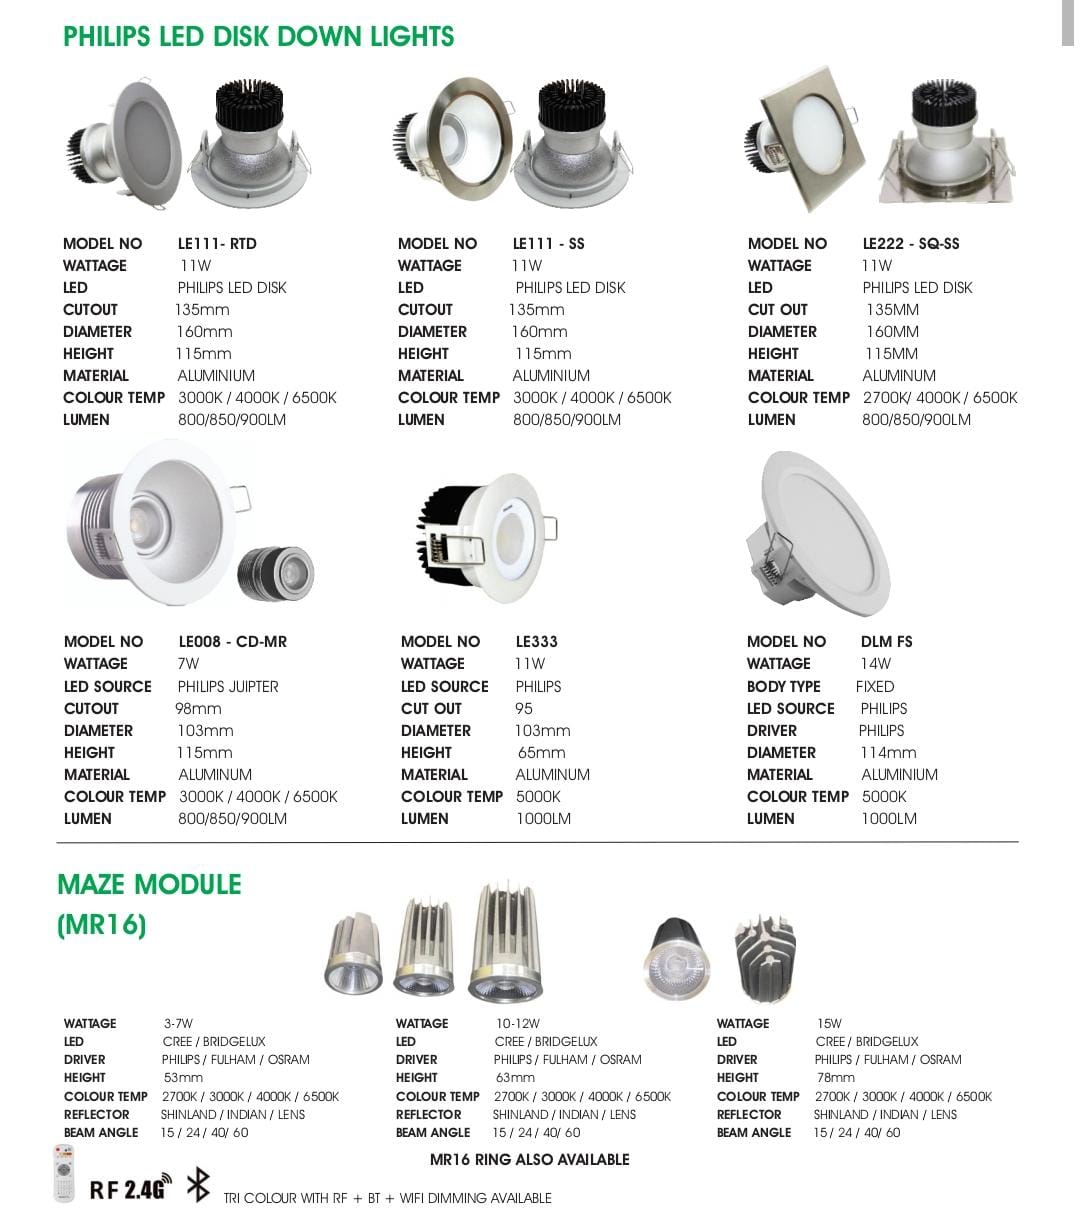 PHILIPS LED DISK DOWN LIGHTS
MODEL NO LE111- RTD
WATTAGE 11W
LED PHILIPS LED DISK
CUTOUT 135mm
DIAMETER 160mm
HEIGHT 115mm
MATERIAL ALUMINIUM
COLOUR TEMP 3000K / 4000K / 6500K
LUMEN 800/850/900LM
MODEL NO LE111 - SS
WATTAGE 11W
LED PHILIPS LED DISK
CUTOUT 135mm
DIAMETER 160mm
HEIGHT 115mm
MATERIAL ALUMINIUM
COLOUR TEMP 3000K / 4000K / 6500K
LUMEN 800/850/900LM
MODEL NO LE222 - SQ-SS
WATTAGE 11W
LED PHILIPS LED DISK
CUT OUT 135MM
DIAMETER 160MM
HEIGHT 115MM
MATERIAL ALUMINUM
COLOUR TEMP 2700K/ 4000K / 6500K
LUMEN 800/850/900LM
MODEL NO LE008 - CD-MR
WATTAGE 7W
LED SOURCE PHILIPS JUIPTER
CUTOUT 98mm
DIAMETER 103mm
HEIGHT 115mm
MATERIAL ALUMINUM
COLOUR TEMP 3000K / 4000K / 6500K
LUMEN 800/850/900LM
MODEL NO LE333
WATTAGE 11W
LED SOURCE PHILIPS
CUT OUT 95
DIAMETER 103mm
HEIGHT 65mm
MATERIAL ALUMINUM
COLOUR TEMP 5000K
LUMEN 1000LM
MODEL NO DLM FS
WATTAGE 14W
BODY TYPE FIXED
LED SOURCE PHILIPS
DRIVER PHILIPS
DIAMETER 114mm
MATERIAL ALUMINIUM
COLOUR TEMP 5000K
LUMEN 1000LM
MAZE MODULE
(MR16)
WATTAGE 3-7W
LED CREE / BRIDGELUX
DRIVER PHILIPS / FULHAM / OSRAM
HEIGHT 53mm
COLOUR TEMP 2700K / 3000K / 4000K / 6500K
REFLECTOR SHINLAND / INDIAN / LENS
BEAM ANGLE 15 / 24 / 40/ 60
WATTAGE 10-12W
LED CREE / BRIDGELUX
DRIVER PHILIPS / FULHAM / OSRAM
HEIGHT 63mm
COLOUR TEMP 2700K / 3000K / 4000K / 6500K
REFLECTOR SHINLAND / INDIAN / LENS
BEAM ANGLE 15 / 24 / 40/ 60
WATTAGE 15W
LED CREE / BRIDGELUX
DRIVER PHILIPS / FULHAM / OSRAM
HEIGHT 78mm
COLOUR TEMP 2700K / 3000K / 4000K / 6500K
REFLECTOR SHINLAND / INDIAN / LENS
BEAM ANGLE 15 / 24 / 40/ 60
MR16 RING ALSO AVAILABLE
RF 2.4G
TRI COLOUR WITH RF + BT + WIFI DIMMING AVAILABLE